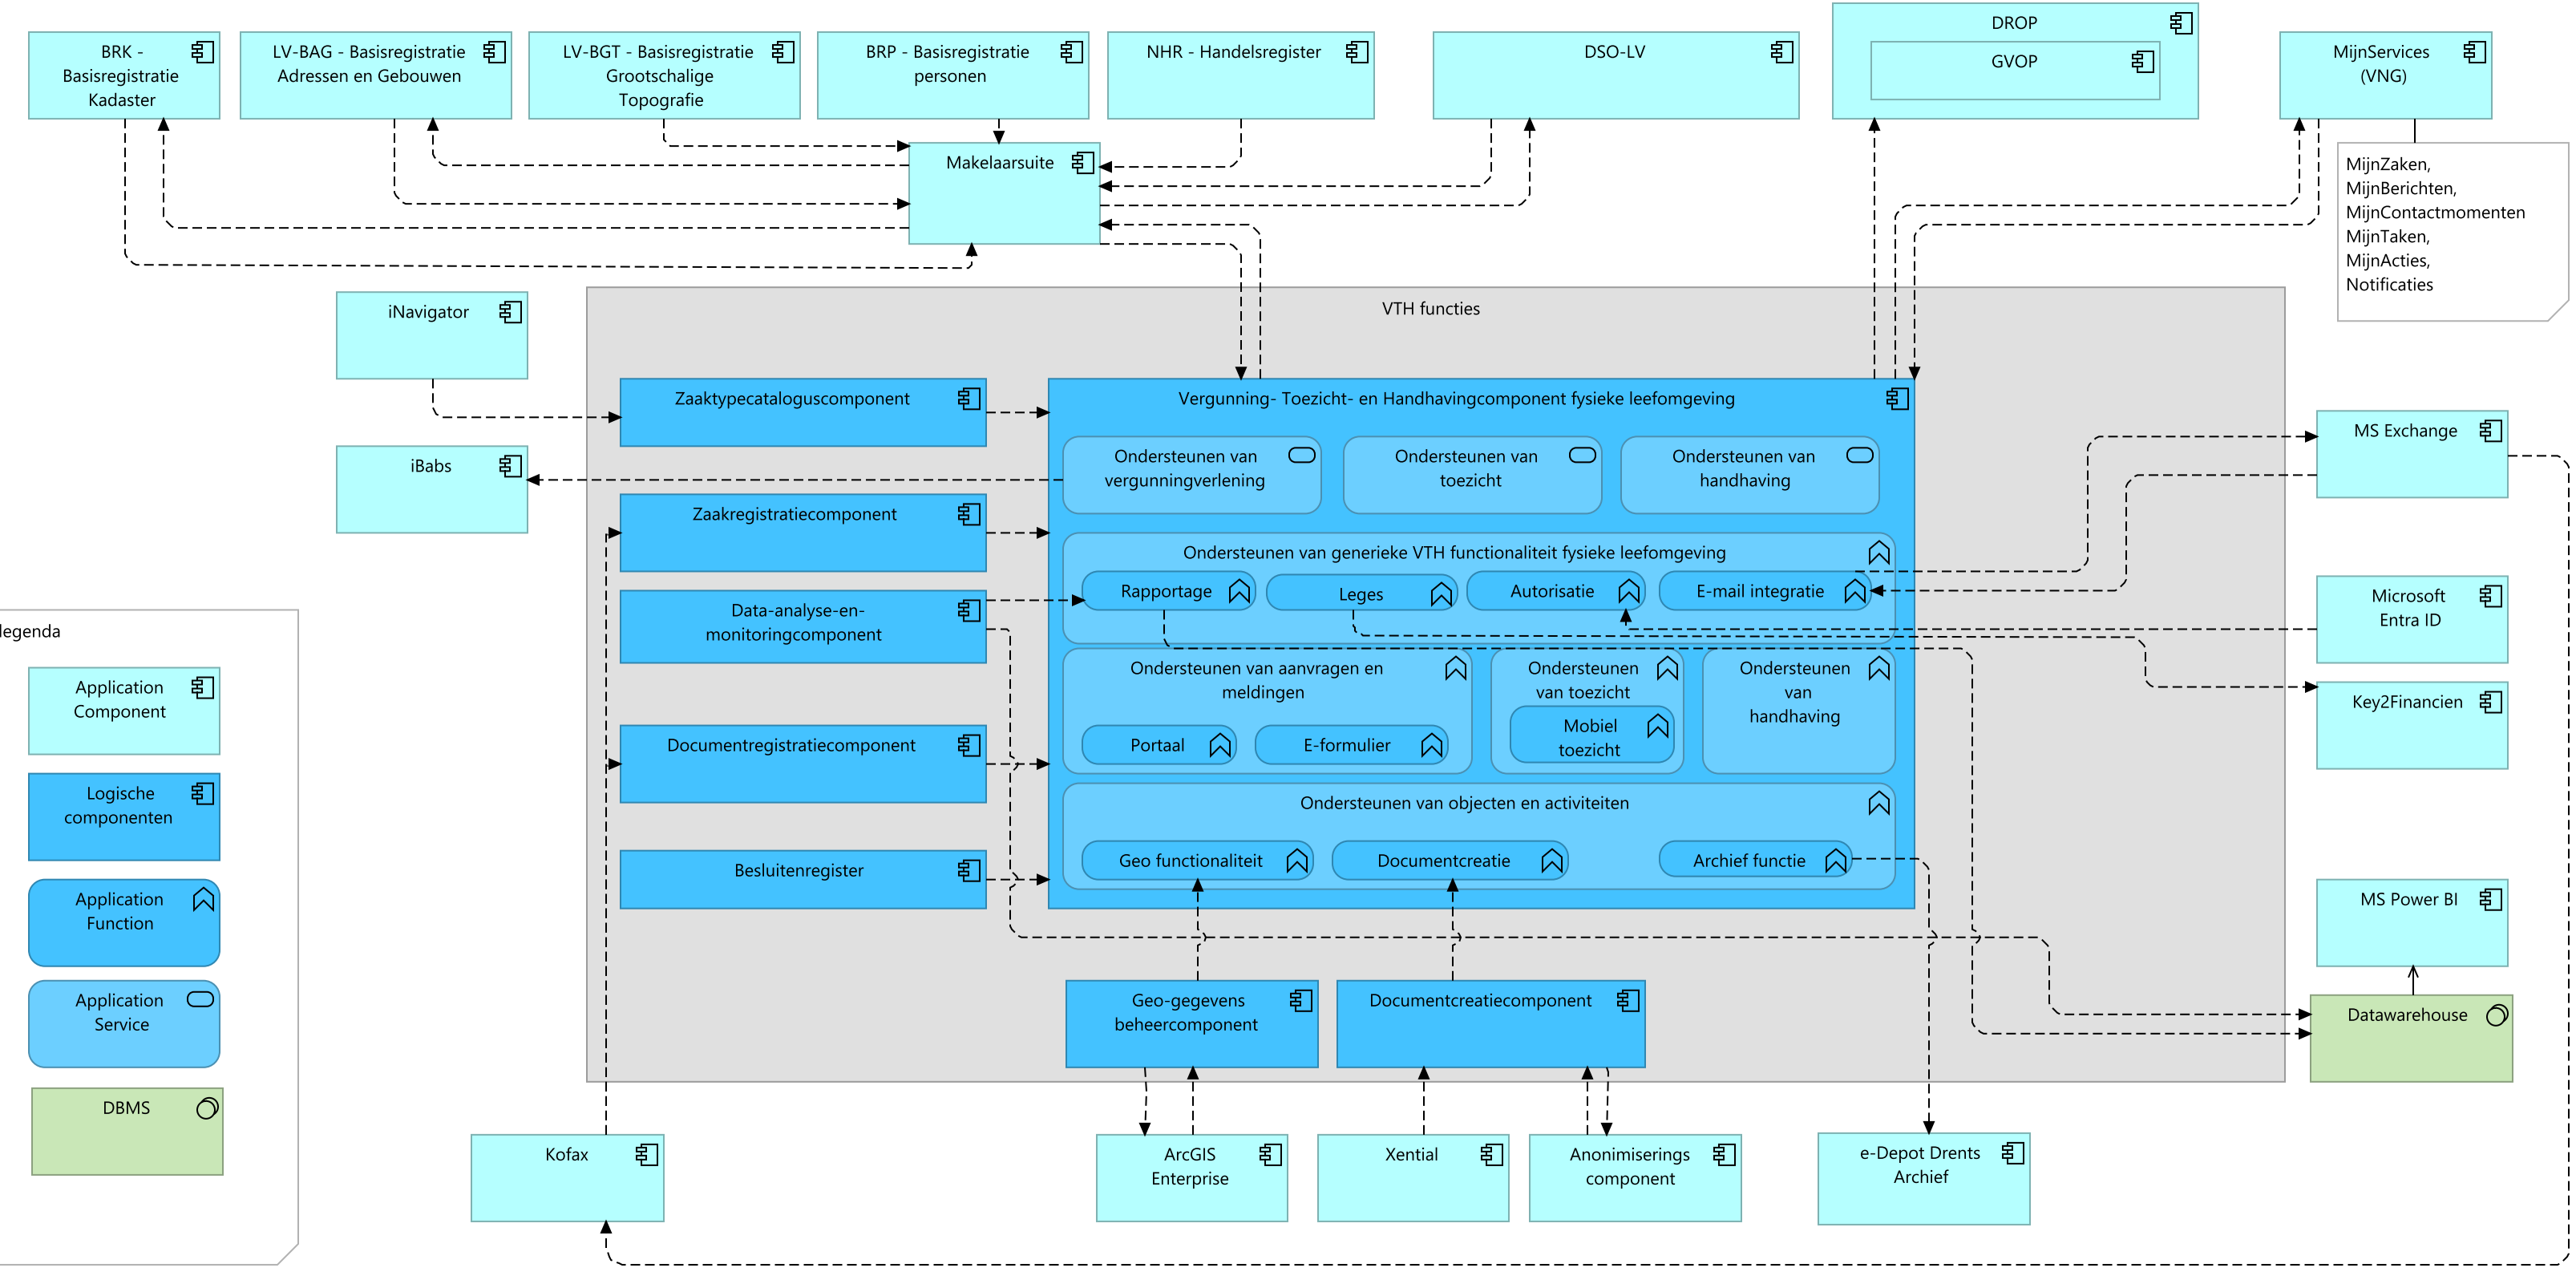 BRK -
Basisregistratie
Kadaster
LV-BAG - Basisregistratie
Adressen en Gebouwen
LV-BGT - Basisregistratie
Grootschalige
Topografie
BRP - Basisregistratie
personen
NHR - Handelsregister
DSO-LV
DROP
GVOP
MijnServices
(VNG)
Makelaarsuite
MijnZaken,
MijnBerichten,
MijnContactmomenten
MijnTaken,
MijnActies,
Notificaties
iNavigator
VTH functies
Zaaktypecataloguscomponent
Vergunning- Toezicht- en Handhavingcomponent fysieke leefomgeving
iBabs
Ondersteunen van
vergunningverlening
Ondersteunen van
toezicht
Ondersteunen van
handhaving
MS Exchange
Zaakregistratiecomponent
Ondersteunen van generieke VTH functionaliteit fysieke leefomgeving
Rapportage
Leges
Autorisatie
E-mail integratie
Data-analyse-en-
monitoringcomponent
Microsoft
Entra ID
Ondersteunen van aanvragen en
meldingen
Portaal
E-formulier
Ondersteunen
van toezicht
Mobiel
toezicht
Ondersteunen
van
handhaving
Key2Financien
Documentregistratiecomponent
Ondersteunen van objecten en activiteiten
Geo functionaliteit
Documentcreatie
Archief functie
Besluitenregister
MS Power BI
Geo-gegevens
beheercomponent
Documentcreatiecomponent
Datawarehouse
Kofax
ArcGIS
Enterprise
Xential
Anonimiserings
component
e-Depot Drents
Archief
legenda
Application
Component
Logische
componenten
Application
Function
Application
Service
DBMS